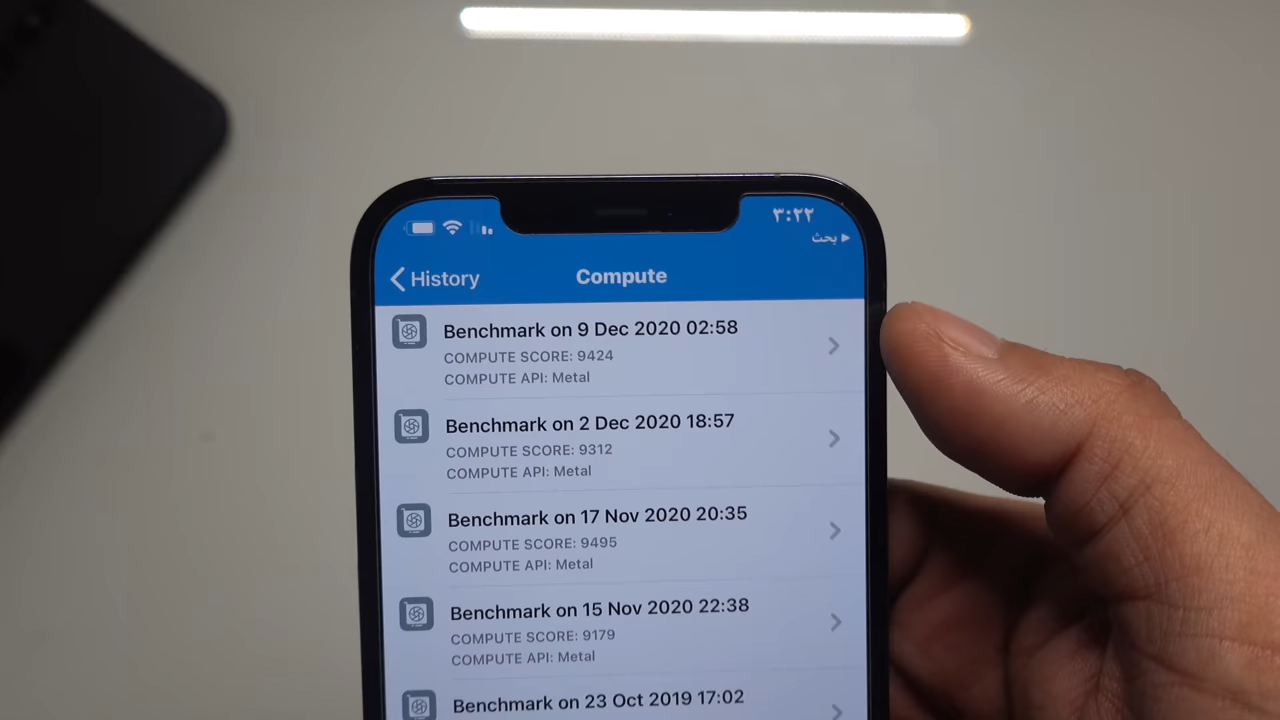 ٣:٢٢
بحث
History
Compute
Benchmark on 9 Dec 2020 02:58
COMPUTE SCORE: 9424
COMPUTE API: Metal
Benchmark on 2 Dec 2020 18:57
COMPUTE SCORE: 9312
COMPUTE API: Metal
Benchmark on 17 Nov 2020 20:35
COMPUTE SCORE: 9495
COMPUTE API: Metal
Benchmark on 15 Nov 2020 22:38
COMPUTE SCORE: 9179
COMPUTE API: Metal
Benchmark on 23 Oct 2019 17:02